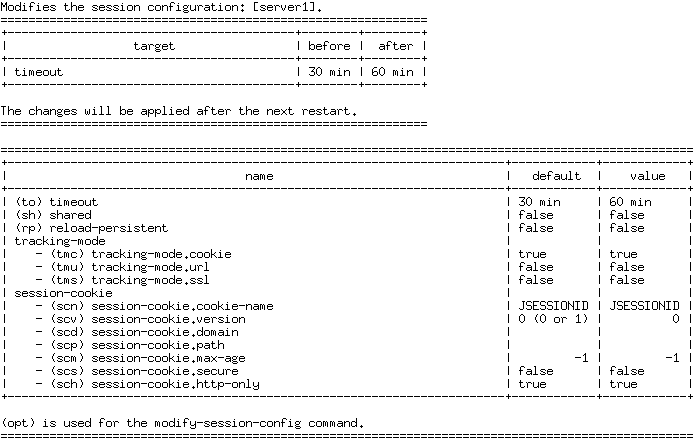 Modifies the session configuration: [server1].
================================================================
+------------------------------------------+--------+--------+
| target | before | after |
+------------------------------------------+--------+--------+
| timeout | 30 min | 60 min |
+------------------------------------------+--------+--------+
The changes will be applied after the next restart.
================================================================
================================================================
+------------------------------------------+--------+--------+
| name | default | value |
+------------------------------------------+--------+--------+
| (to) timeout | 30 min | 60 min |
| (sh) shared | false | false |
| (rp) reload-persistent | false | false |
| tracking-mode | | |
| - (tmc) tracking-mode.cookie | true | true |
| - (tmu) tracking-mode.url | false | false |
| - (tms) tracking-mode.ssl | false | false |
| session-cookie | | |
| - (scn) session-cookie.cookie-name | JSESSIONID | JSESSIONID |
| - (scv) session-cookie.version | 0 (0 or 1) | 0 |
| - (scd) session-cookie.domain | | |
| - (scp) session-cookie.path | | |
| - (scm) session-cookie.max-age | -1 | -1 |
| - (scs) session-cookie.secure | false | false |
| - (sch) session-cookie.http-only | true | true |
+------------------------------------------+--------+--------+
(opt) is used for the modify-session-config command.
================================================================